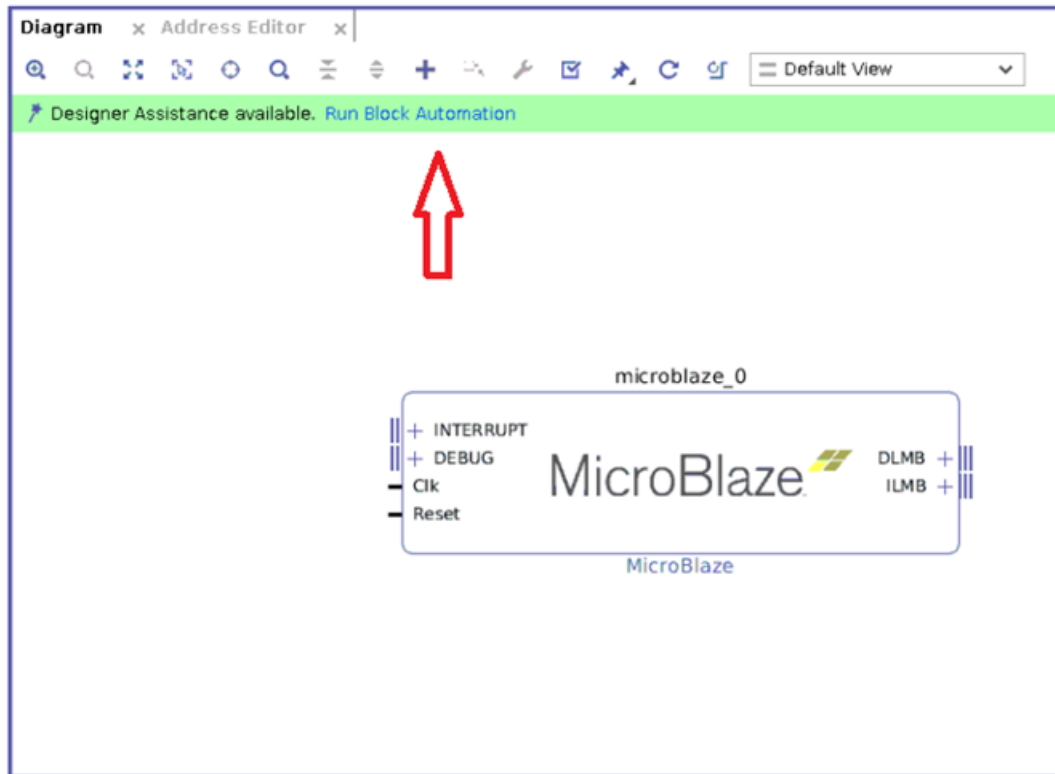 Diagram × Address Editor ×
Default View
Designer Assistance available. Run Block Automation
microblaze_0
INTERRUPT
DEBUG
Clk
Reset
MicroBlaze
DLMB
ILMB
MicroBlaze